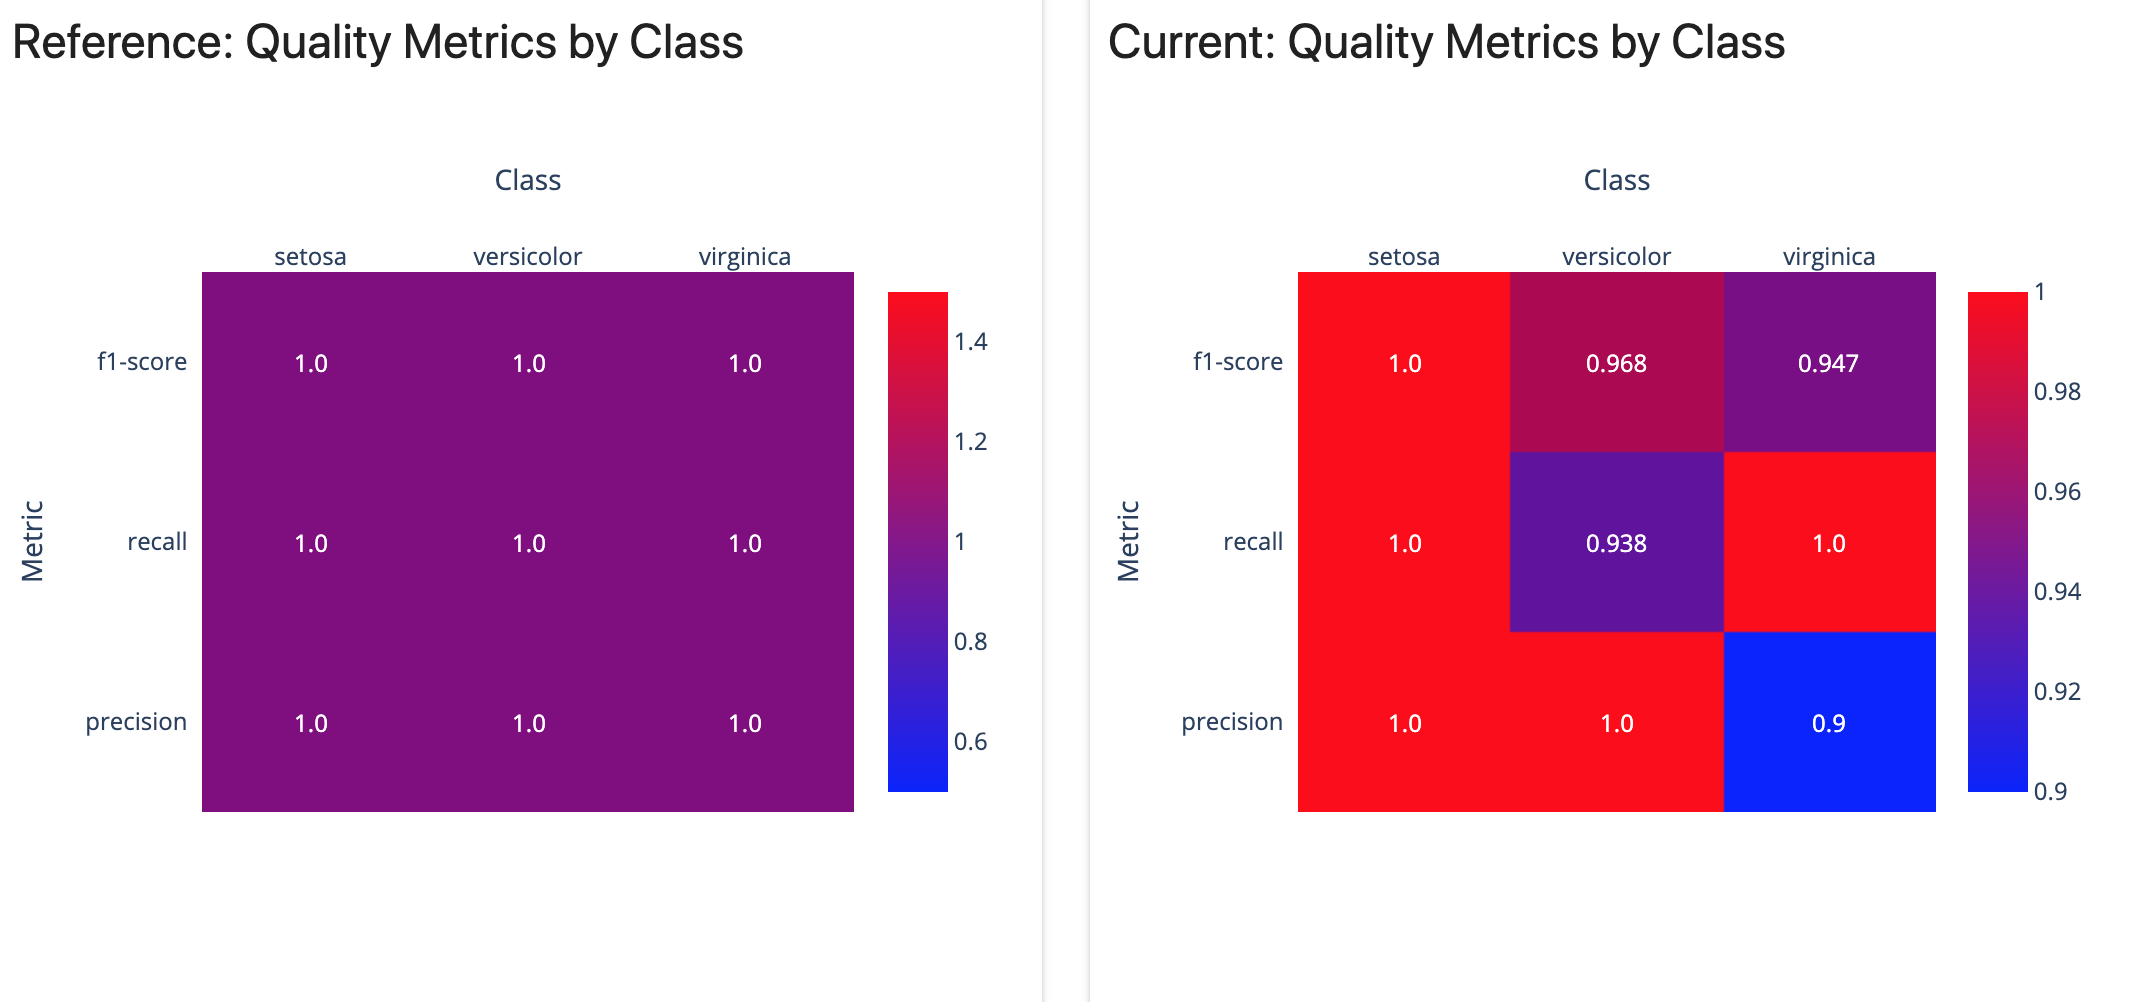 Reference: Quality Metrics by Class
Class
setosa versicolor virginica
Metric
f1-score 1.0 1.0 1.0
recall 1.0 1.0 1.0
precision 1.0 1.0 1.0
1.4
1.2
1
0.8
0.6
Current: Quality Metrics by Class
Class
setosa versicolor virginica
Metric
f1-score 1.0 0.968 0.947
recall 1.0 0.938 1.0
precision 1.0 1.0 0.9
1
0.98
0.96
0.94
0.92
0.9